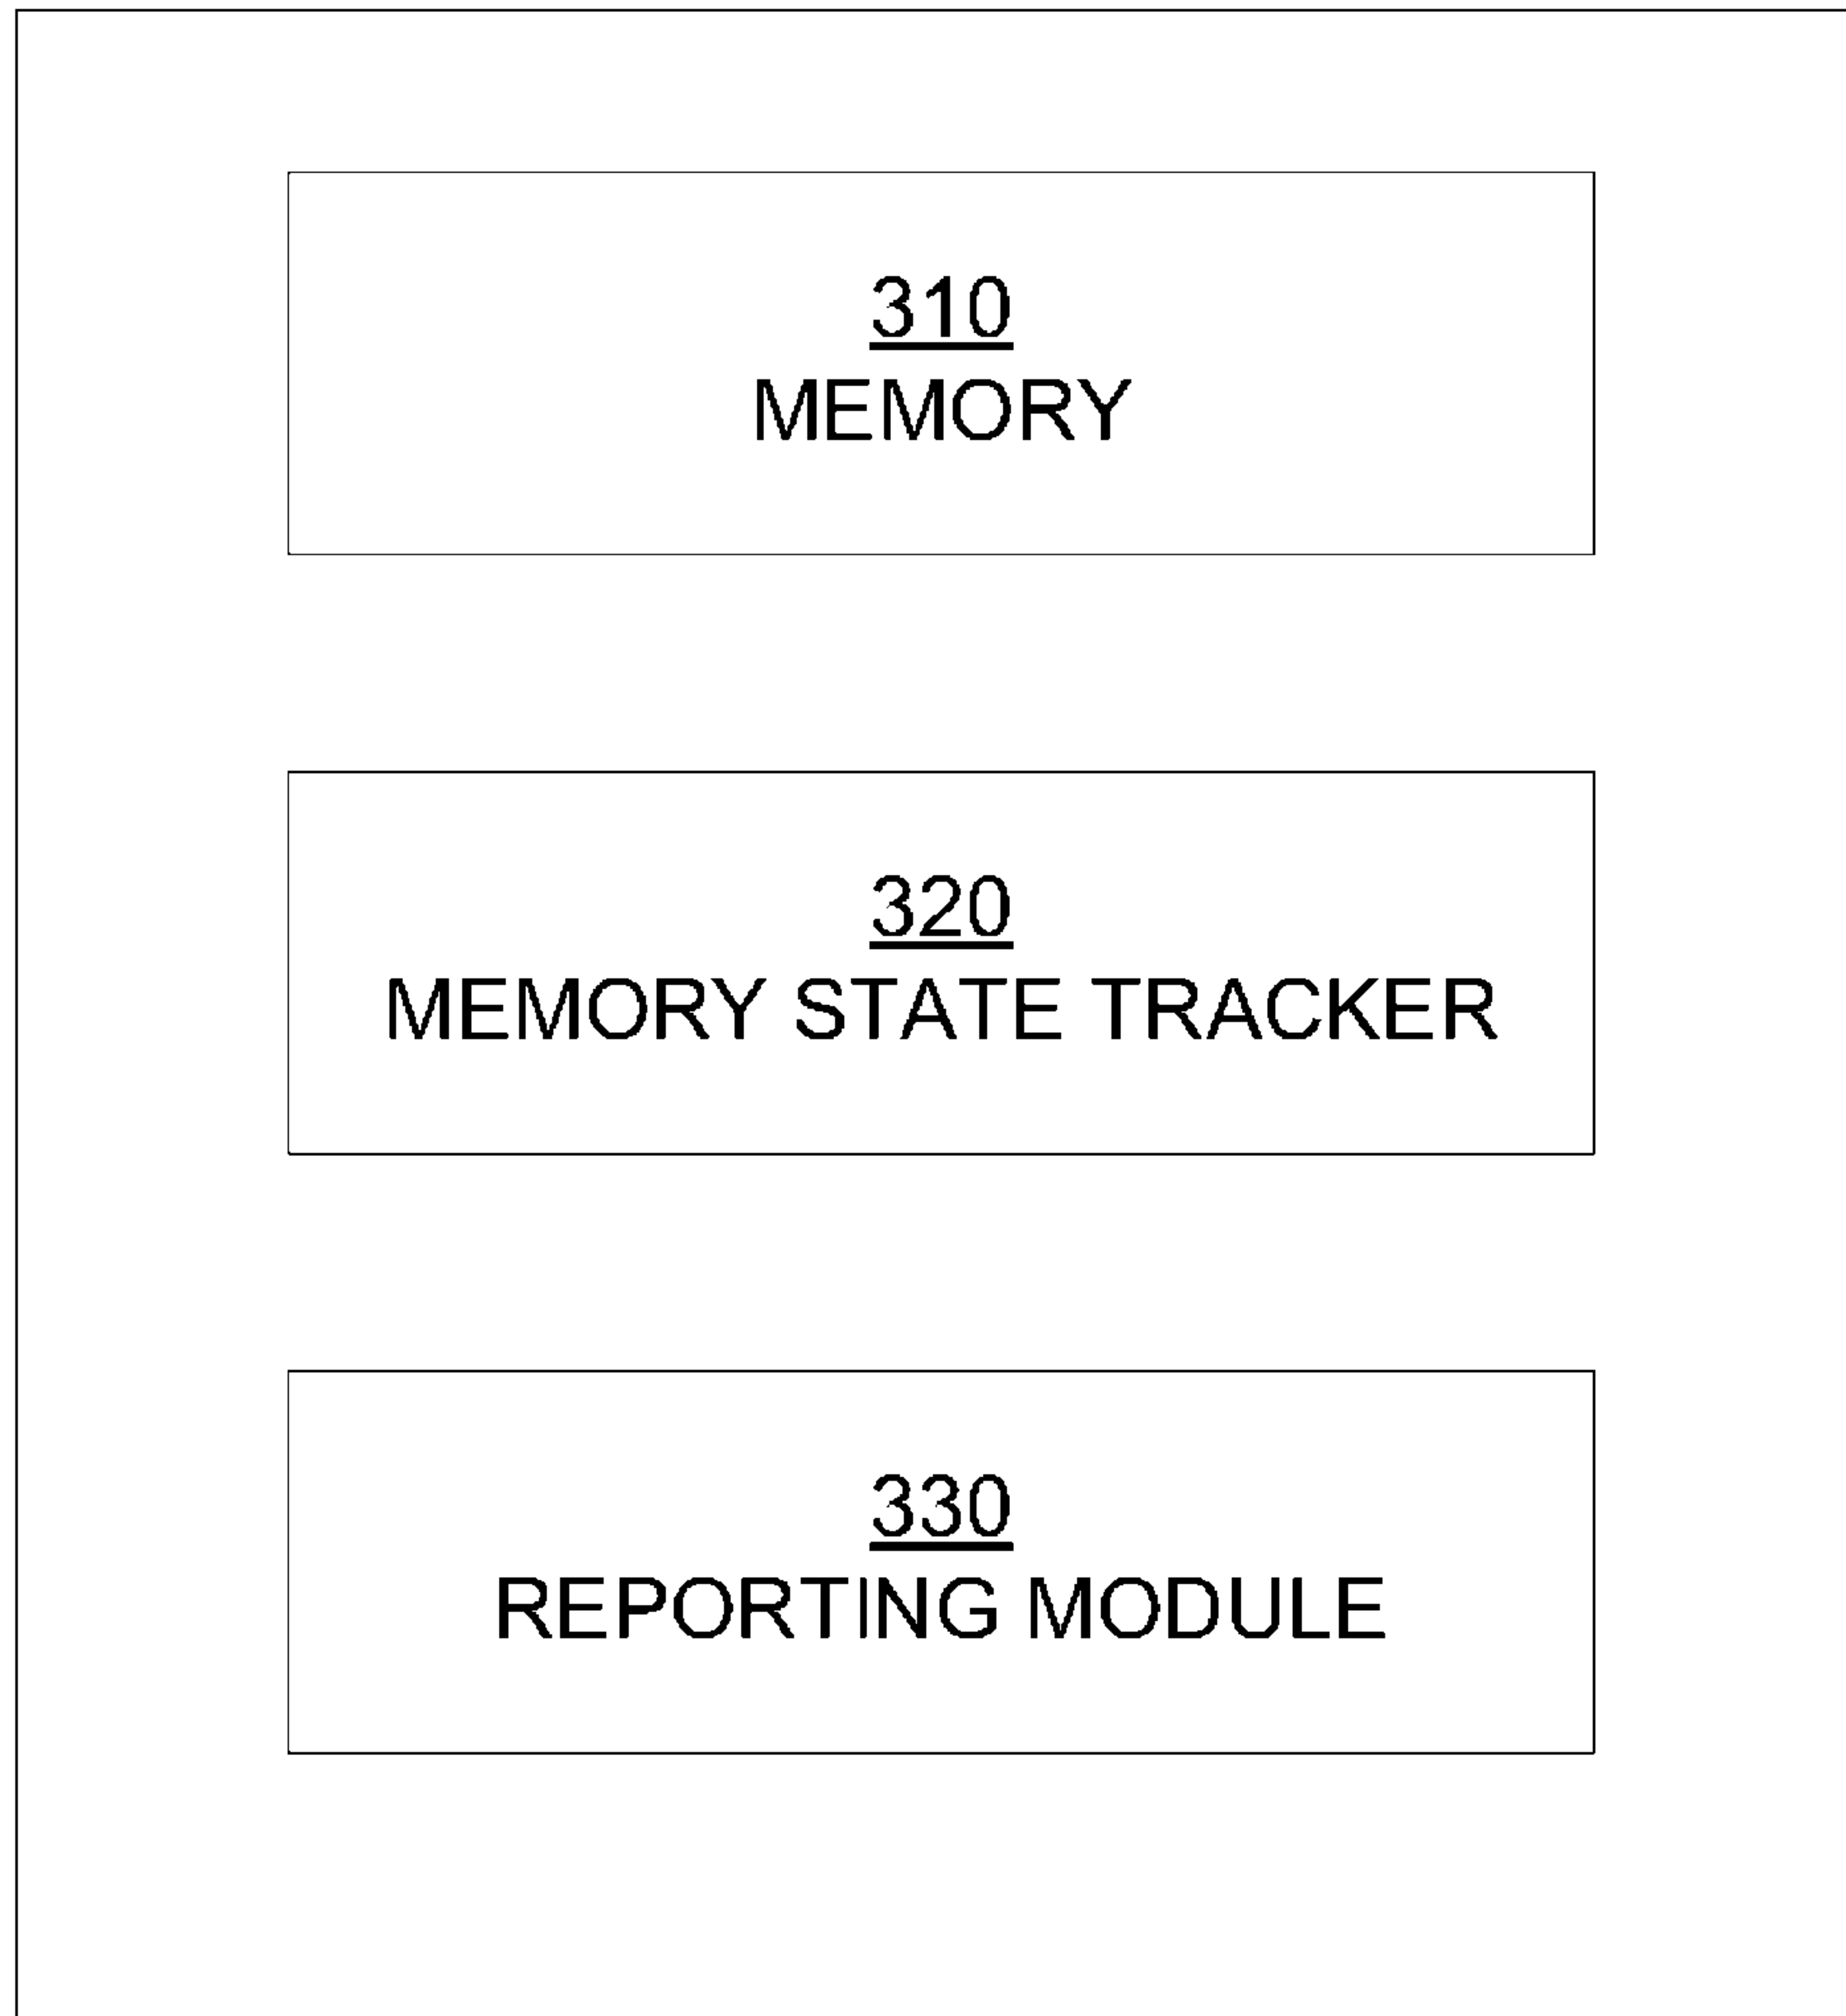 310
MEMORY
320
MEMORY STATE TRACKER
330
REPORTING MODULE